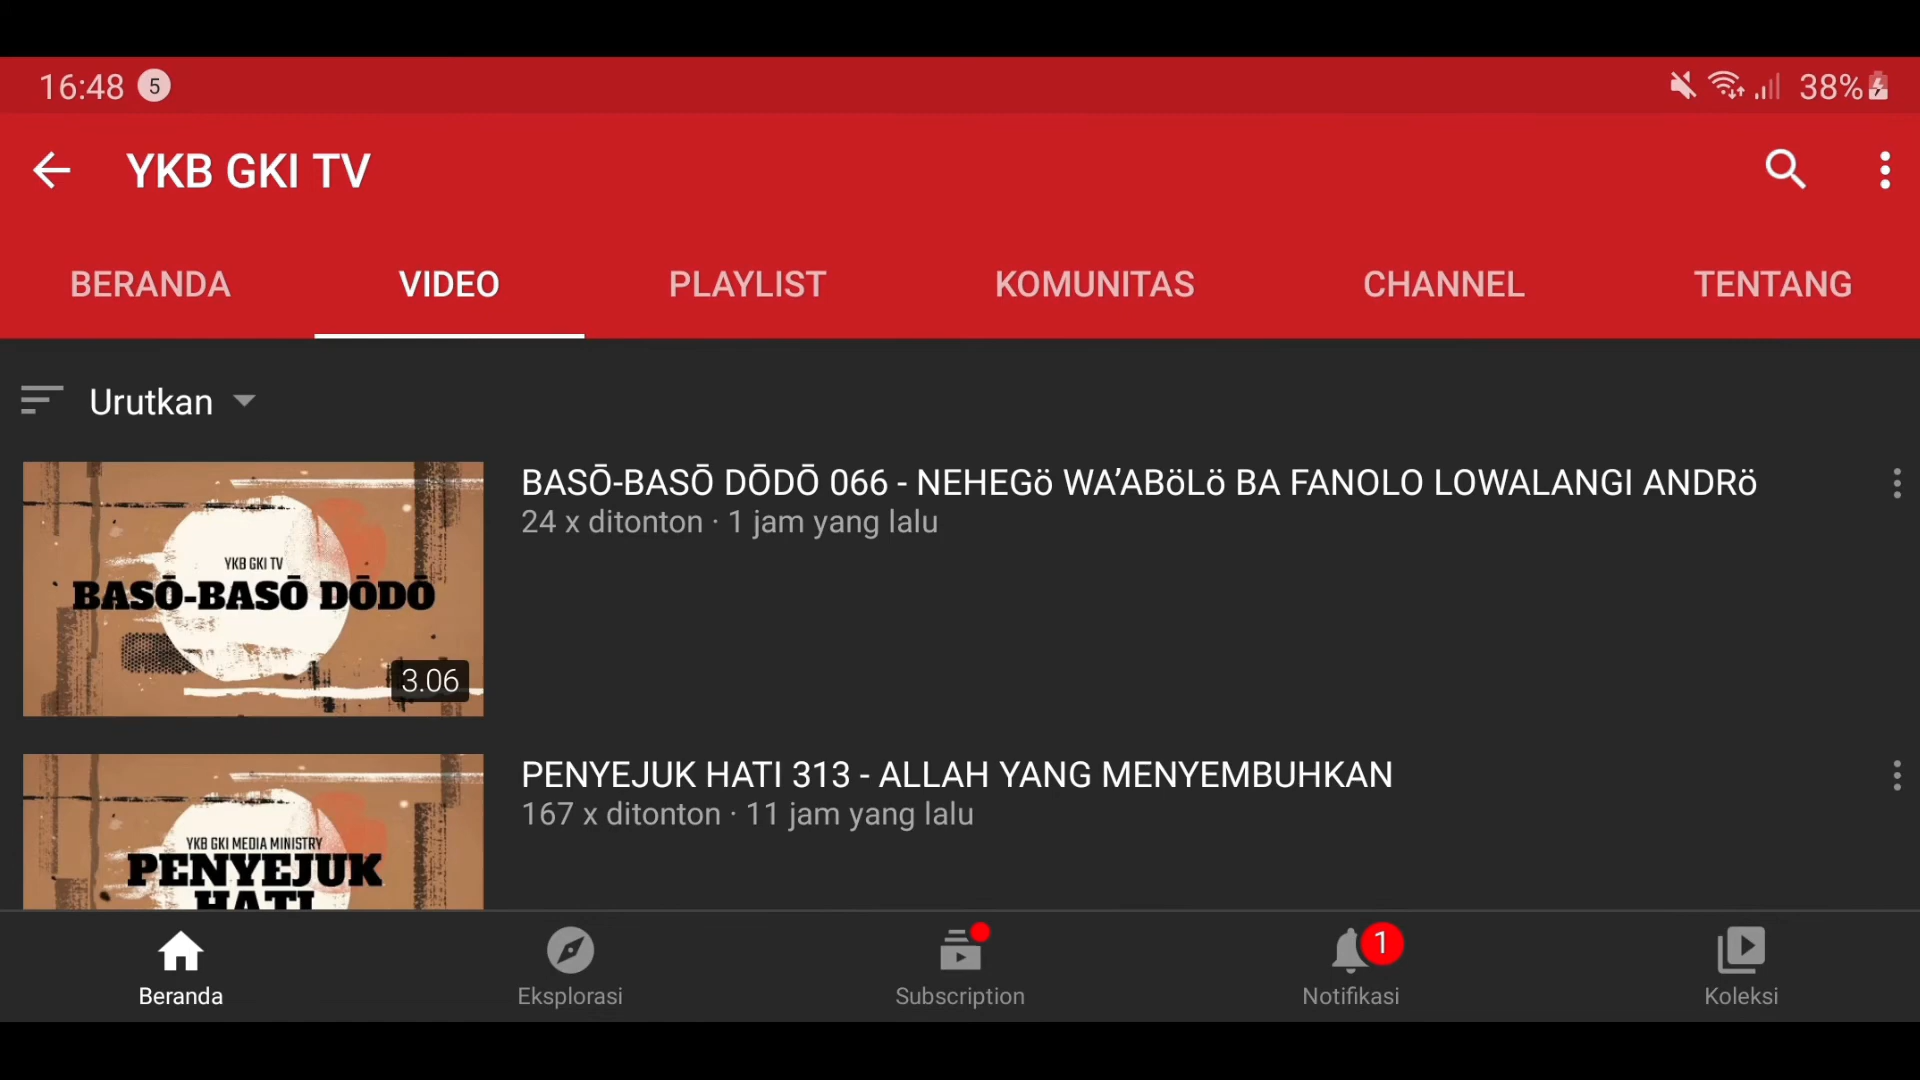 16:48 5 38%
YKB GKI TV
BERANDA VIDEO PLAYLIST KOMUNITAS CHANNEL TENTANG
Urutkan
BASŌ-BASŌ DŌDŌ 066 - NEHEGö WA’ABöLö BA FANOLO LOWALANGI ANDRö
24 x ditonton · 1 jam yang lalu
YKB GKI TV
BASŌ-BASŌ DŌDŌ
3.06
PENYEJUK HATI 313 - ALLAH YANG MENYEMBUHKAN
167 x ditonton · 11 jam yang lalu
YKB GKI MEDIA MINISTRY
PENYEJUK
HATI
1
Beranda Eksplorasi Subscription Notifikasi Koleksi